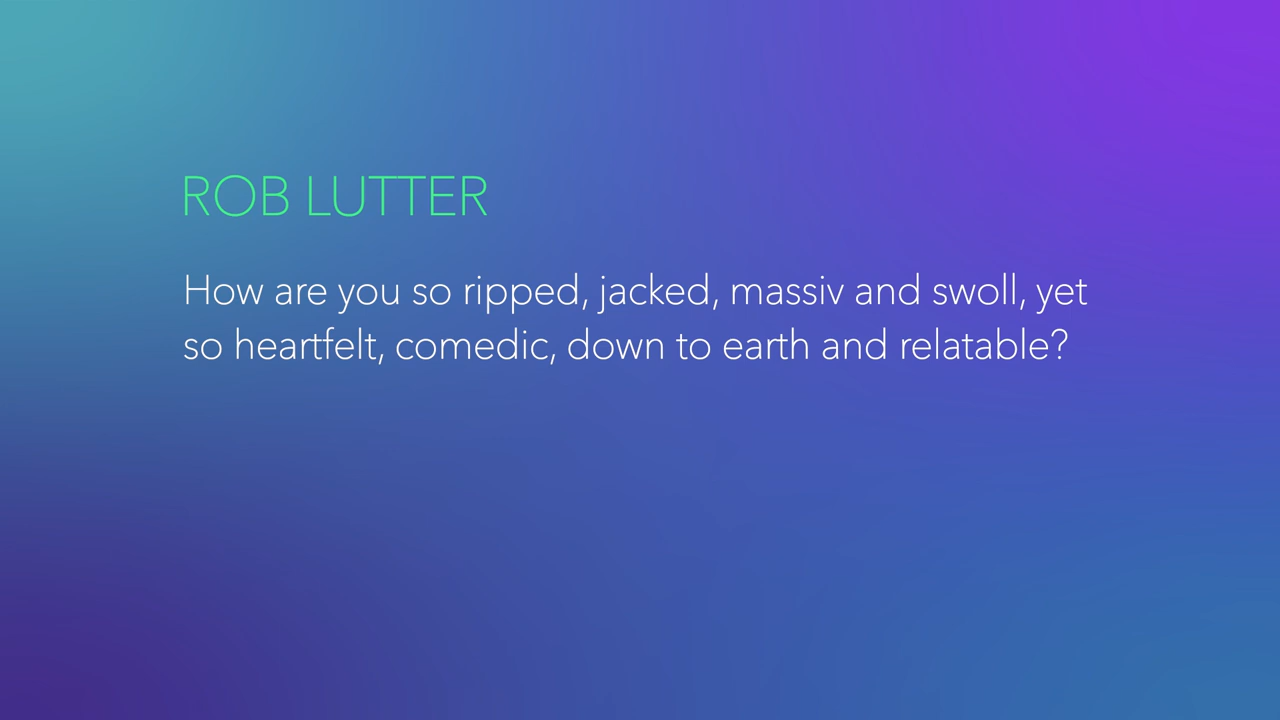 ROB LUTTER
How are you so ripped, jacked, massiv and swoll, yet
so heartfelt, comedic, down to earth and relatable?